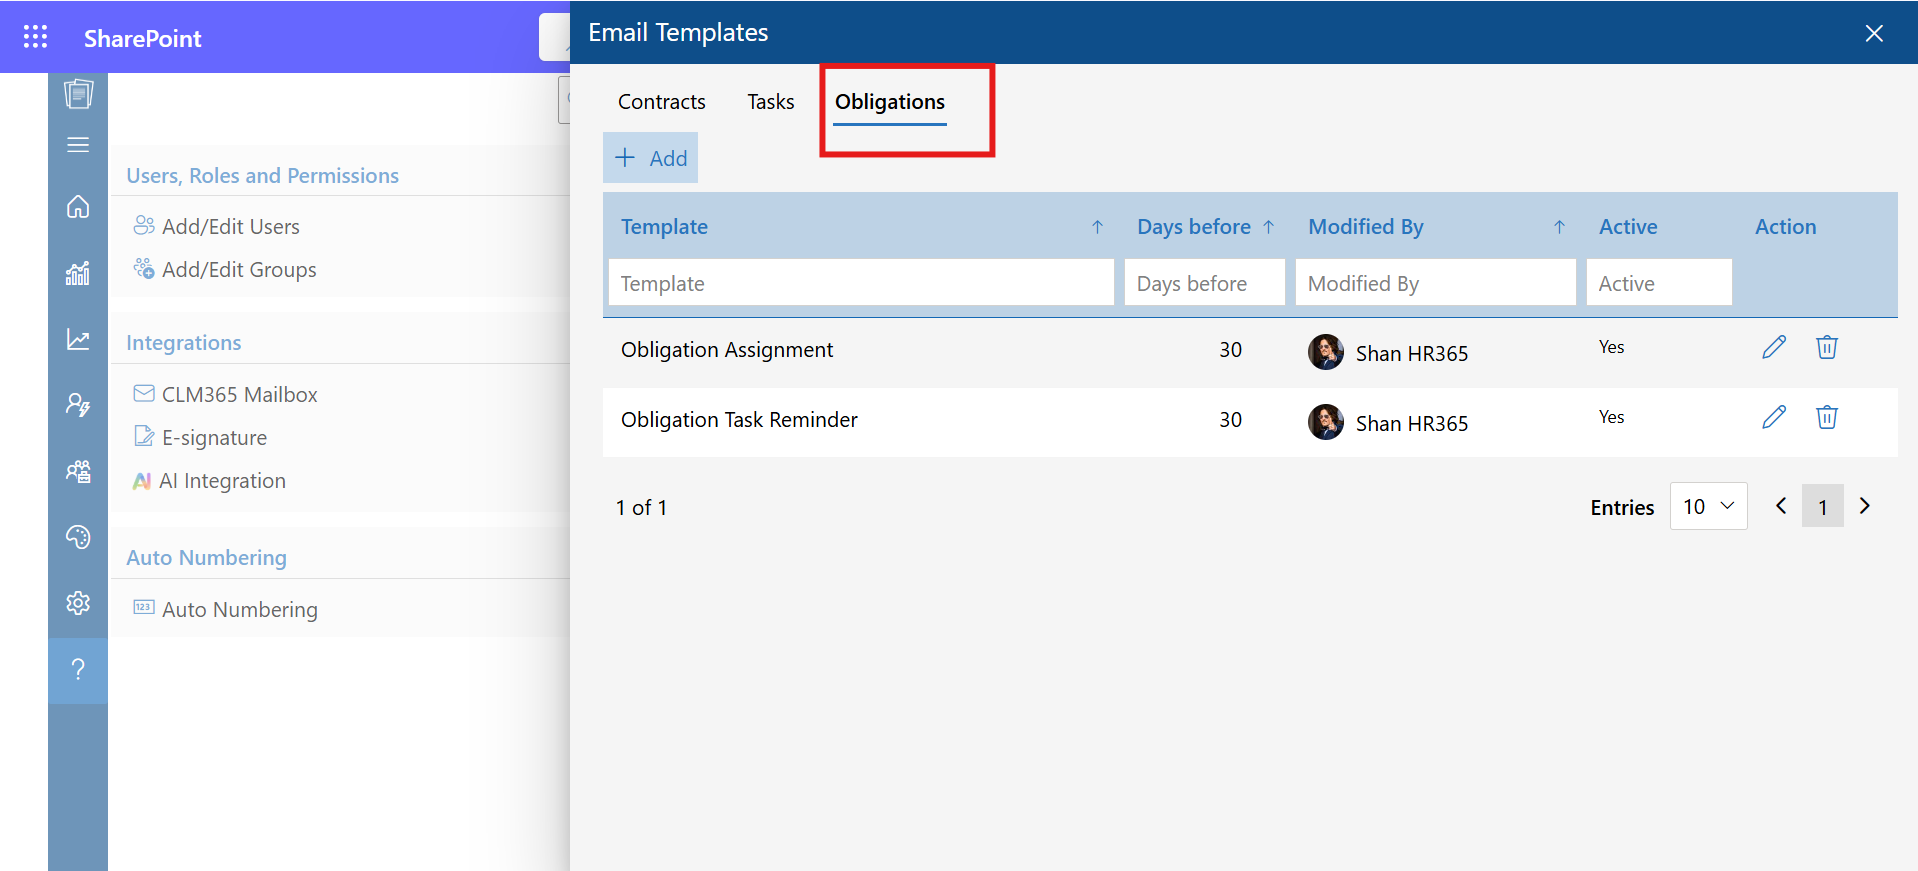 SharePoint
Users, Roles and Permissions
Add/Edit Users
Add/Edit Groups
Integrations
CLM365 Mailbox
E-signature
AI Integration
Auto Numbering
123 Auto Numbering
?
Email Templates
Contracts Tasks Obligations
+ Add
Template Days before Modified By Active Action
Template Days before Modified By Active
Obligation Assignment 30 Shan HR365 Yes
Obligation Task Reminder 30 Shan HR365 Yes
1 of 1 Entries 10 1